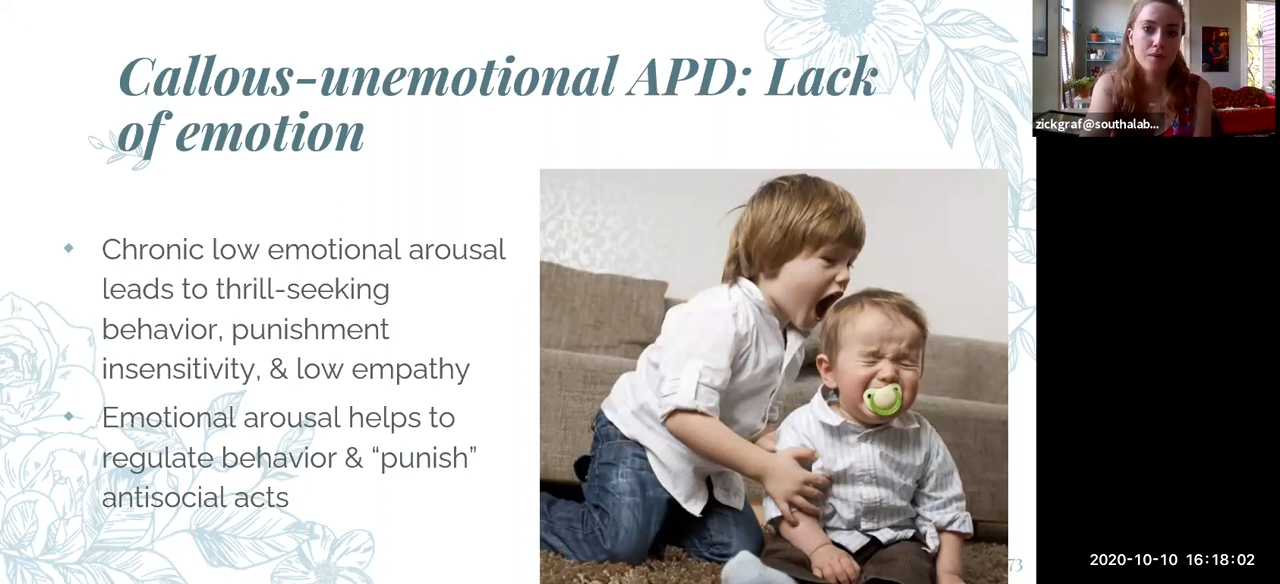 Callous-unemotional APD: Lack
of emotion
zickgraf@southalab...
Chronic low emotional arousal
leads to thrill-seeking
behavior, punishment
insensitivity, & low empathy
Emotional arousal helps to
regulate behavior & “punish”
antisocial acts
73
2020-10-10 16:18:02